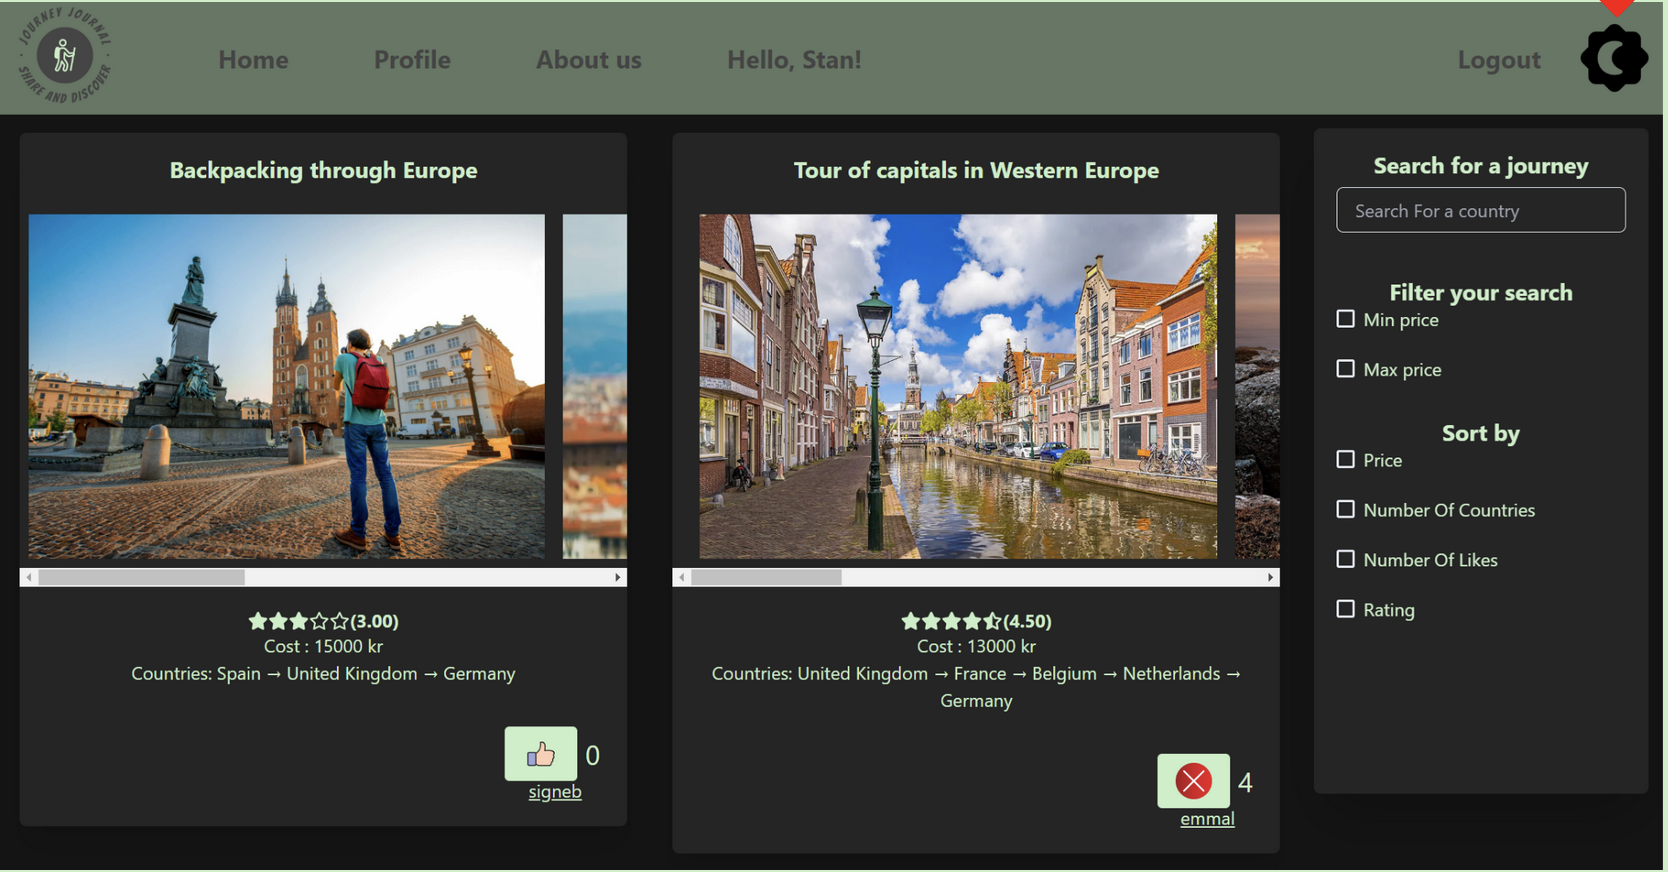 JOURNEY JOURNAL
SHARE AND DISCOVER
Home
Profile
About us
Hello, Stan!
Logout
Backpacking through Europe
(3.00)
Cost : 15000 kr
Countries: Spain → United Kingdom → Germany
0
signeb
Tour of capitals in Western Europe
(4.50)
Cost : 13000 kr
Countries: United Kingdom → France → Belgium → Netherlands →
Germany
4
emmal
Search for a journey
Search For a country
Filter your search
Min price
Max price
Sort by
Price
Number Of Countries
Number Of Likes
Rating